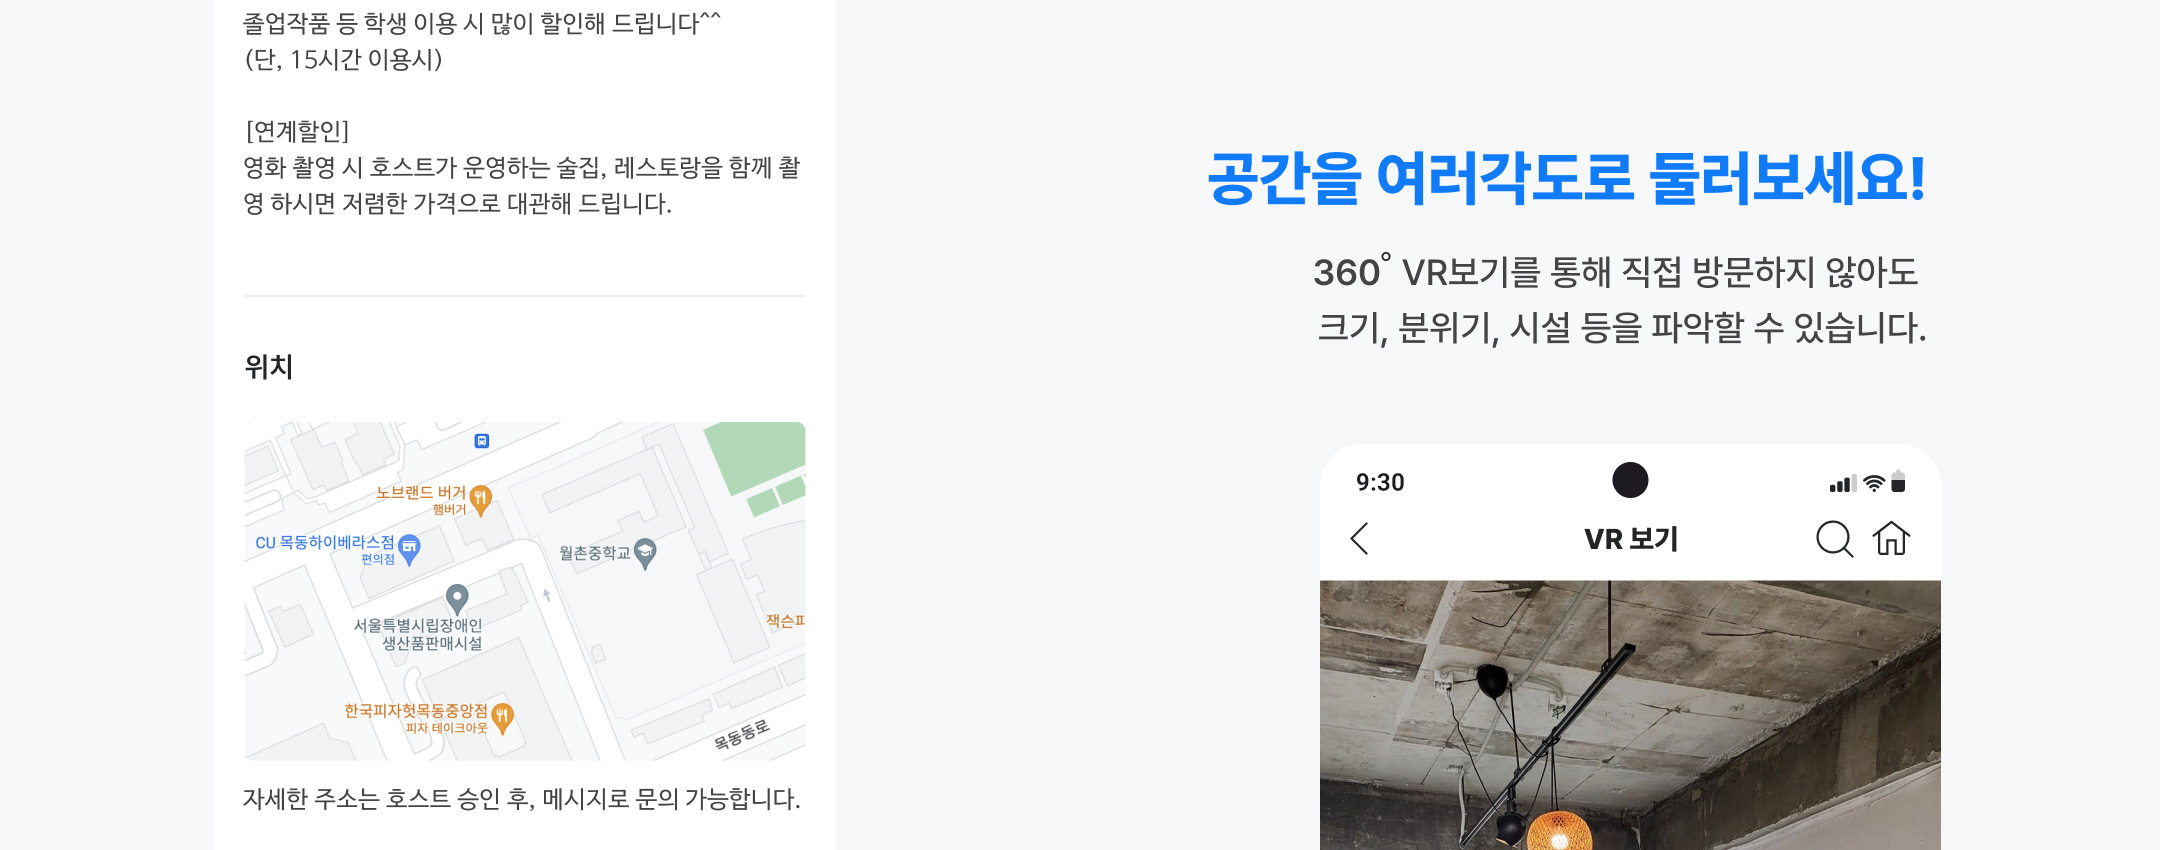 졸업작품 등 학생 이용 시 많이 할인해 드립니다^^
(단, 15시간 이용시)
[연계할인]
영화 촬영 시 호스트가 운영하는 술집, 레스토랑을 함께 촬
영 하시면 저렴한 가격으로 대관해 드립니다.
위치
노브랜드 버거
햄버거
CU 목동하이베라스점
편의점
월촌중학교
서울특별시립장애인
생산품판매시설
잭슨피
한국피자헛목동중앙점
피자 테이크아웃
목동동로
자세한 주소는 호스트 승인 후, 메시지로 문의 가능합니다.
공간을 여러각도로 둘러보세요!
360° VR보기를 통해 직접 방문하지 않아도
크기, 분위기, 시설 등을 파악할 수 있습니다.
9:30
VR 보기